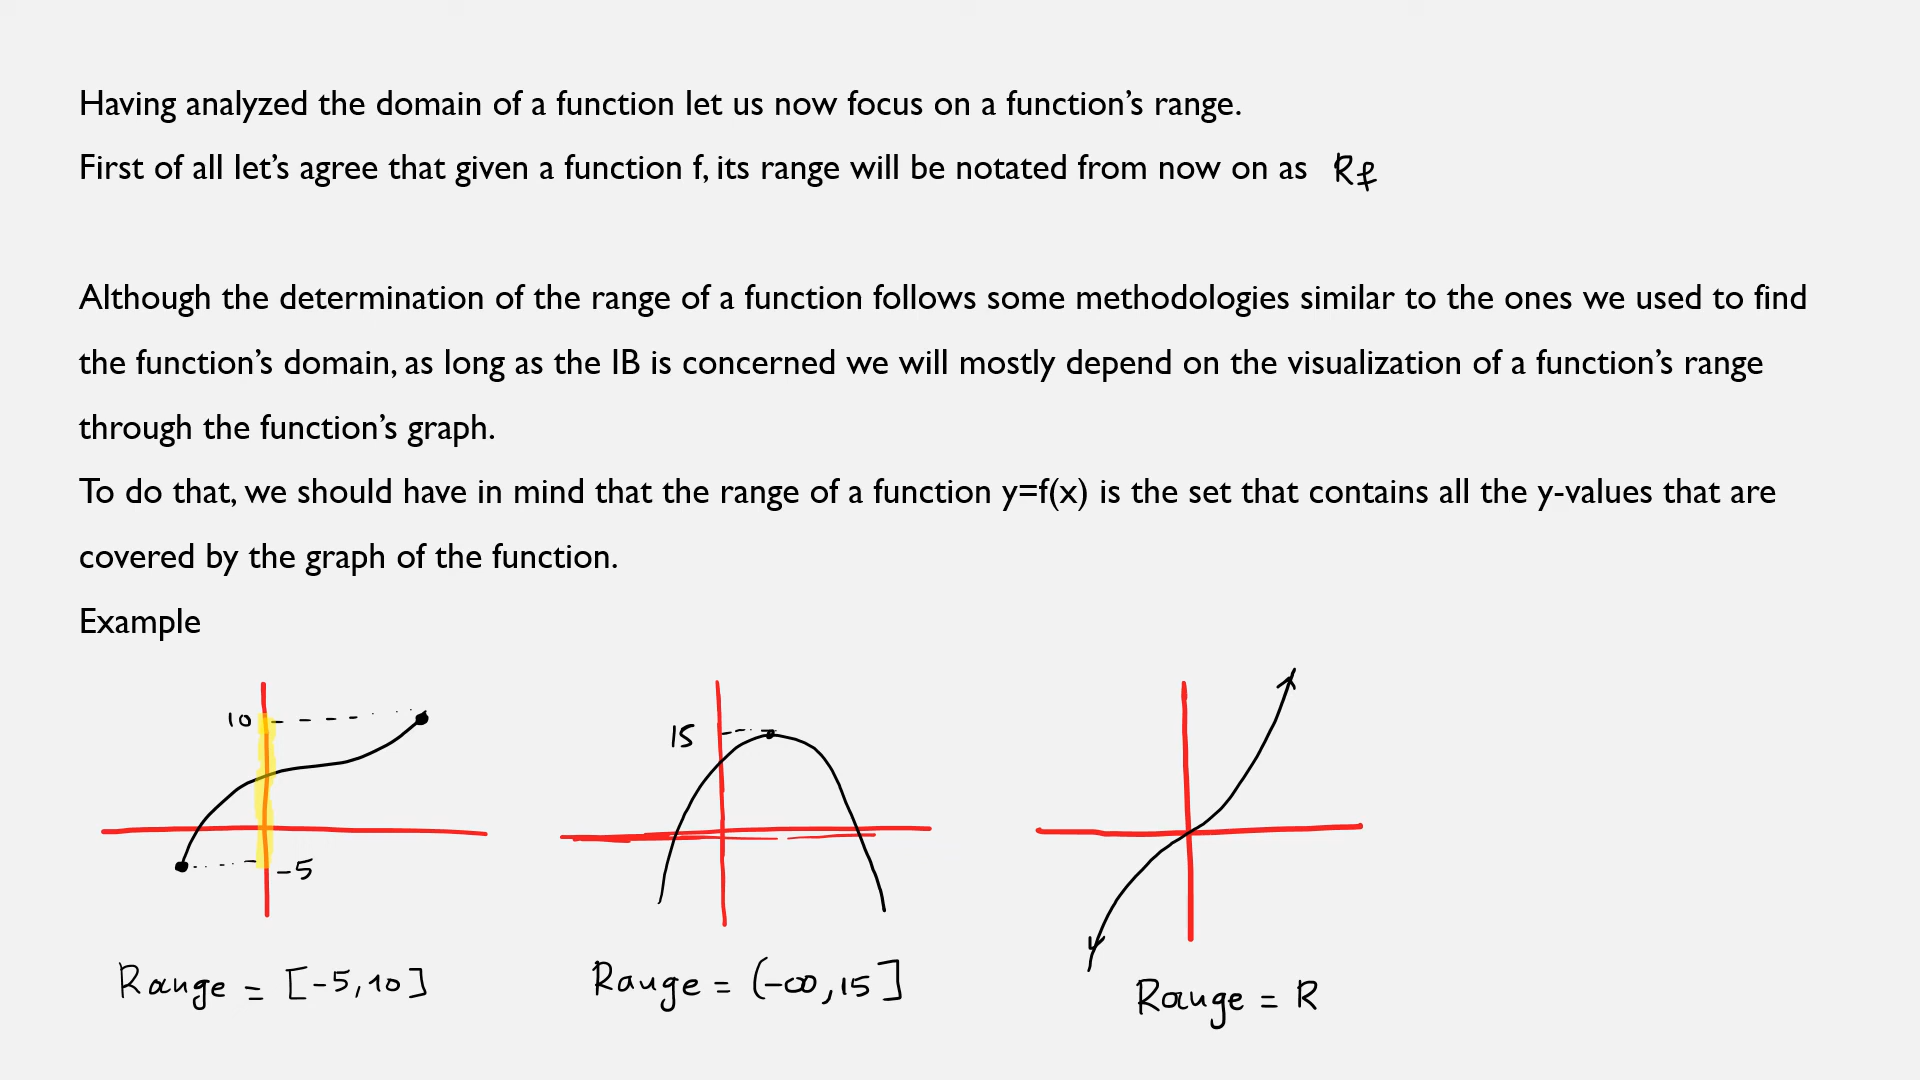 Having analyzed the domain of a function let us now focus on a function’s range.
First of all let’s agree that given a function f, its range will be notated from now on as Rf
Although the determination of the range of a function follows some methodologies similar to the ones we used to find
the function’s domain, as long as the IB is concerned we will mostly depend on the visualization of a function’s range
through the function’s graph.
To do that, we should have in mind that the range of a function y=f(x) is the set that contains all the y-values that are
covered by the graph of the function.
Example
10
-5
15
Range = [-5,10]
Range = (-∞,15]
Range = R